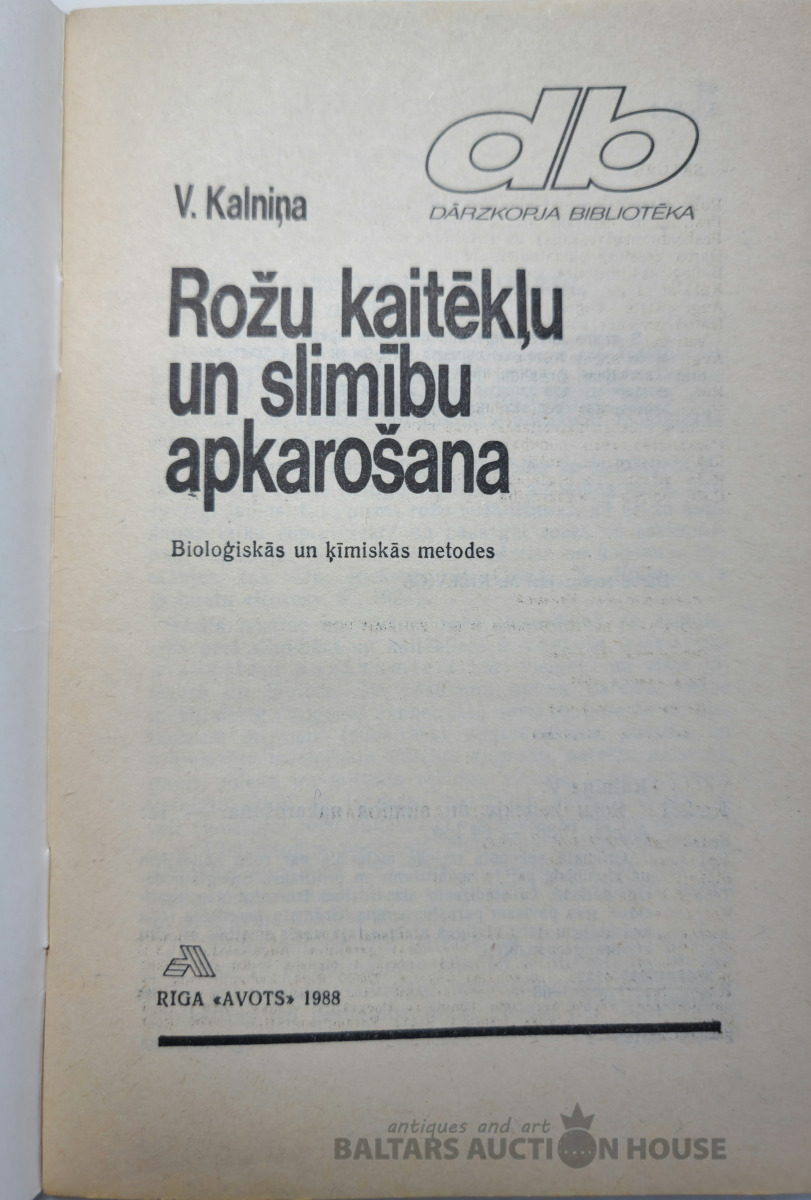 db
V. Kalniņa
DĀRZKOPJA BIBLIOTĒKA
Rožu kaitēkļu
un slimību
apkarošana
Bioloģiskās un ķīmiskās metodes
RIGA «AVOTS» 1988
antiques and art
BALTARS AUCTION HOUSE